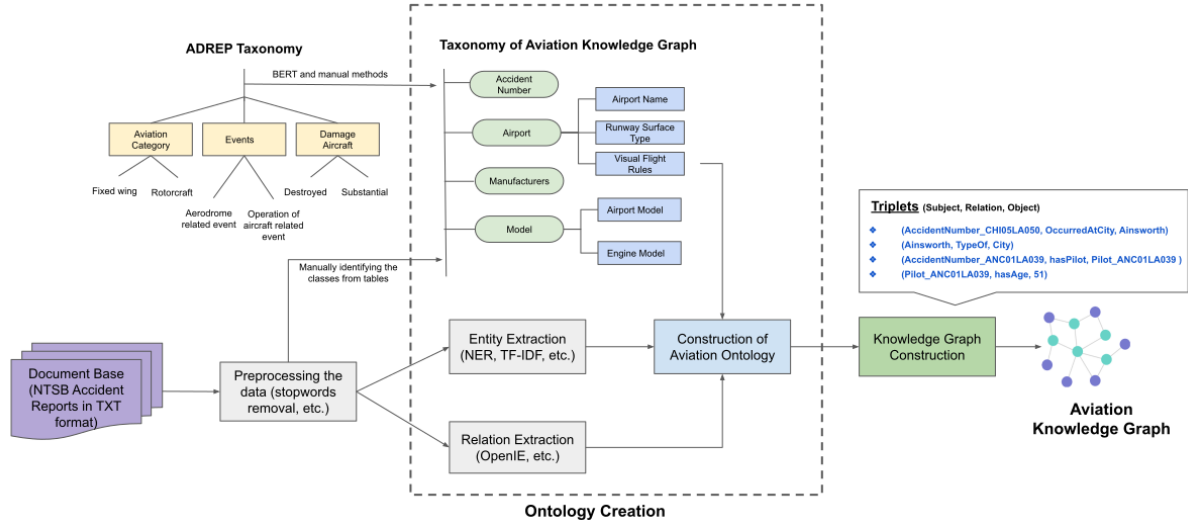 ADREP Taxonomy
BERT and manual methods
Aviation
Category
Events
Damage
Aircraft
Fixed wing
Rotorcraft
Aerodrome
related event
Operation of
aircraft related
event
Destroyed
Substantial
Taxonomy of Aviation Knowledge Graph
Accident
Number
Airport
Airport Name
Runway Surface
Type
Visual Flight
Rules
Manufacturers
Model
Airport Model
Engine Model
Manually identifying the
classes from tables
Document Base
(NTSB Accident
Reports in TXT
format)
Preprocessing the
data (stopwords
removal, etc.)
Entity Extraction
(NER, TF-IDF, etc.)
Relation Extraction
(OpenIE, etc.)
Construction of
Aviation Ontology
Ontology Creation
Triplets (Subject, Relation, Object)
❖ (AccidentNumber_CHI05LA050, OccurredAtCity, Ainsworth)
❖ (Ainsworth, TypeOf, City)
❖ (AccidentNumber_ANC01LA039, hasPilot, Pilot_ANC01LA039 )
❖ (Pilot_ANC01LA039, hasAge, 51)
Knowledge Graph
Construction
Aviation
Knowledge Graph